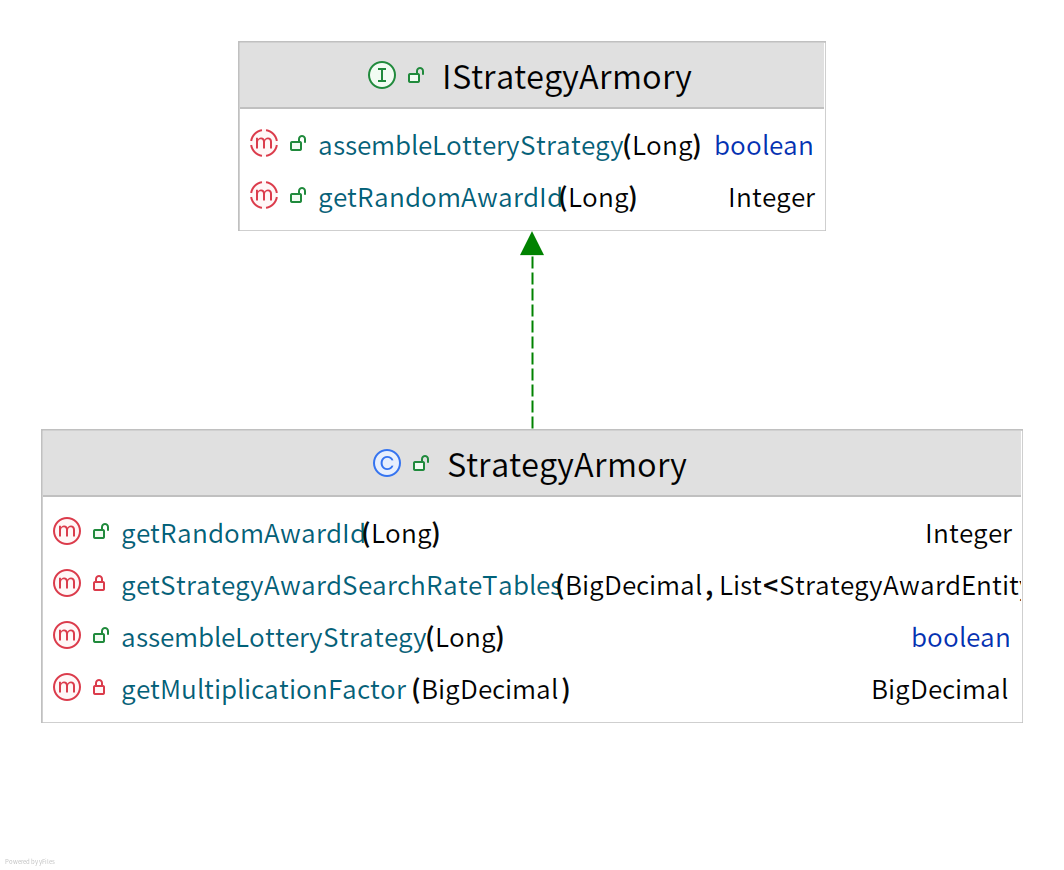 IStrategyArmory
assembleLotteryStrategy(Long) boolean
getRandomAwardId(Long) Integer
StrategyArmory
getRandomAwardId(Long) Integer
getStrategyAwardSearchRateTables(BigDecimal, List<StrategyAwardEntity
assembleLotteryStrategy(Long) boolean
getMultiplicationFactor (BigDecimal) BigDecimal
Powered by yFiles